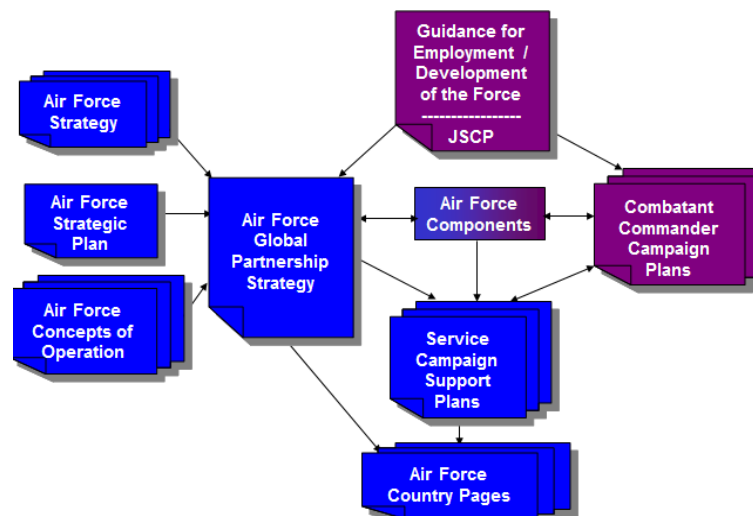 Guidance for
Employment /
Development
of the Force
-----------------
JSCP
Air Force
Strategy
Air Force
Strategic
Plan
Air Force
Concepts of
Operation
Air Force
Global
Partnership
Strategy
Air Force
Components
Combatant
Commander
Campaign
Plans
Service
Campaign
Support
Plans
Air Force
Country Pages